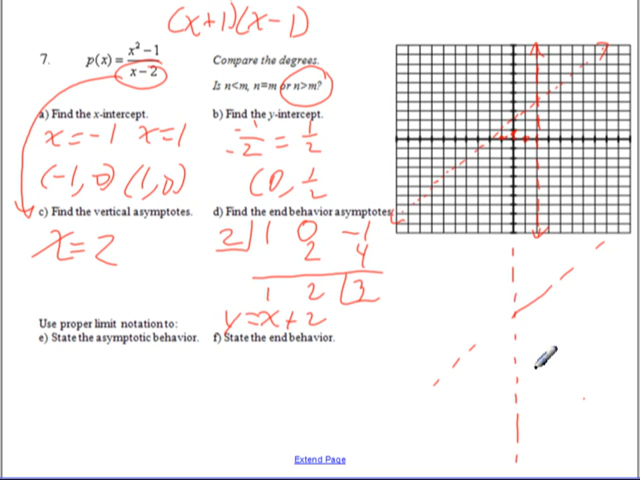 (x+1)(x-1)
7. p(x) = x² - 1 / x - 2
Compare the degrees.
Is n<m, n=m or n>m?
a) Find the x-intercept.
x = -1 x = 1
(-1, 0) (1, 0)
b) Find the y-intercept.
-1/-2 = 1/2
(0, 1/2
c) Find the vertical asymptotes.
x = 2
d) Find the end behavior asymptotes.
2 | 1 0 -1
2 4
1 2 | 3
y = x + 2
Use proper limit notation to:
e) State the asymptotic behavior.
f) State the end behavior.
Extend Page